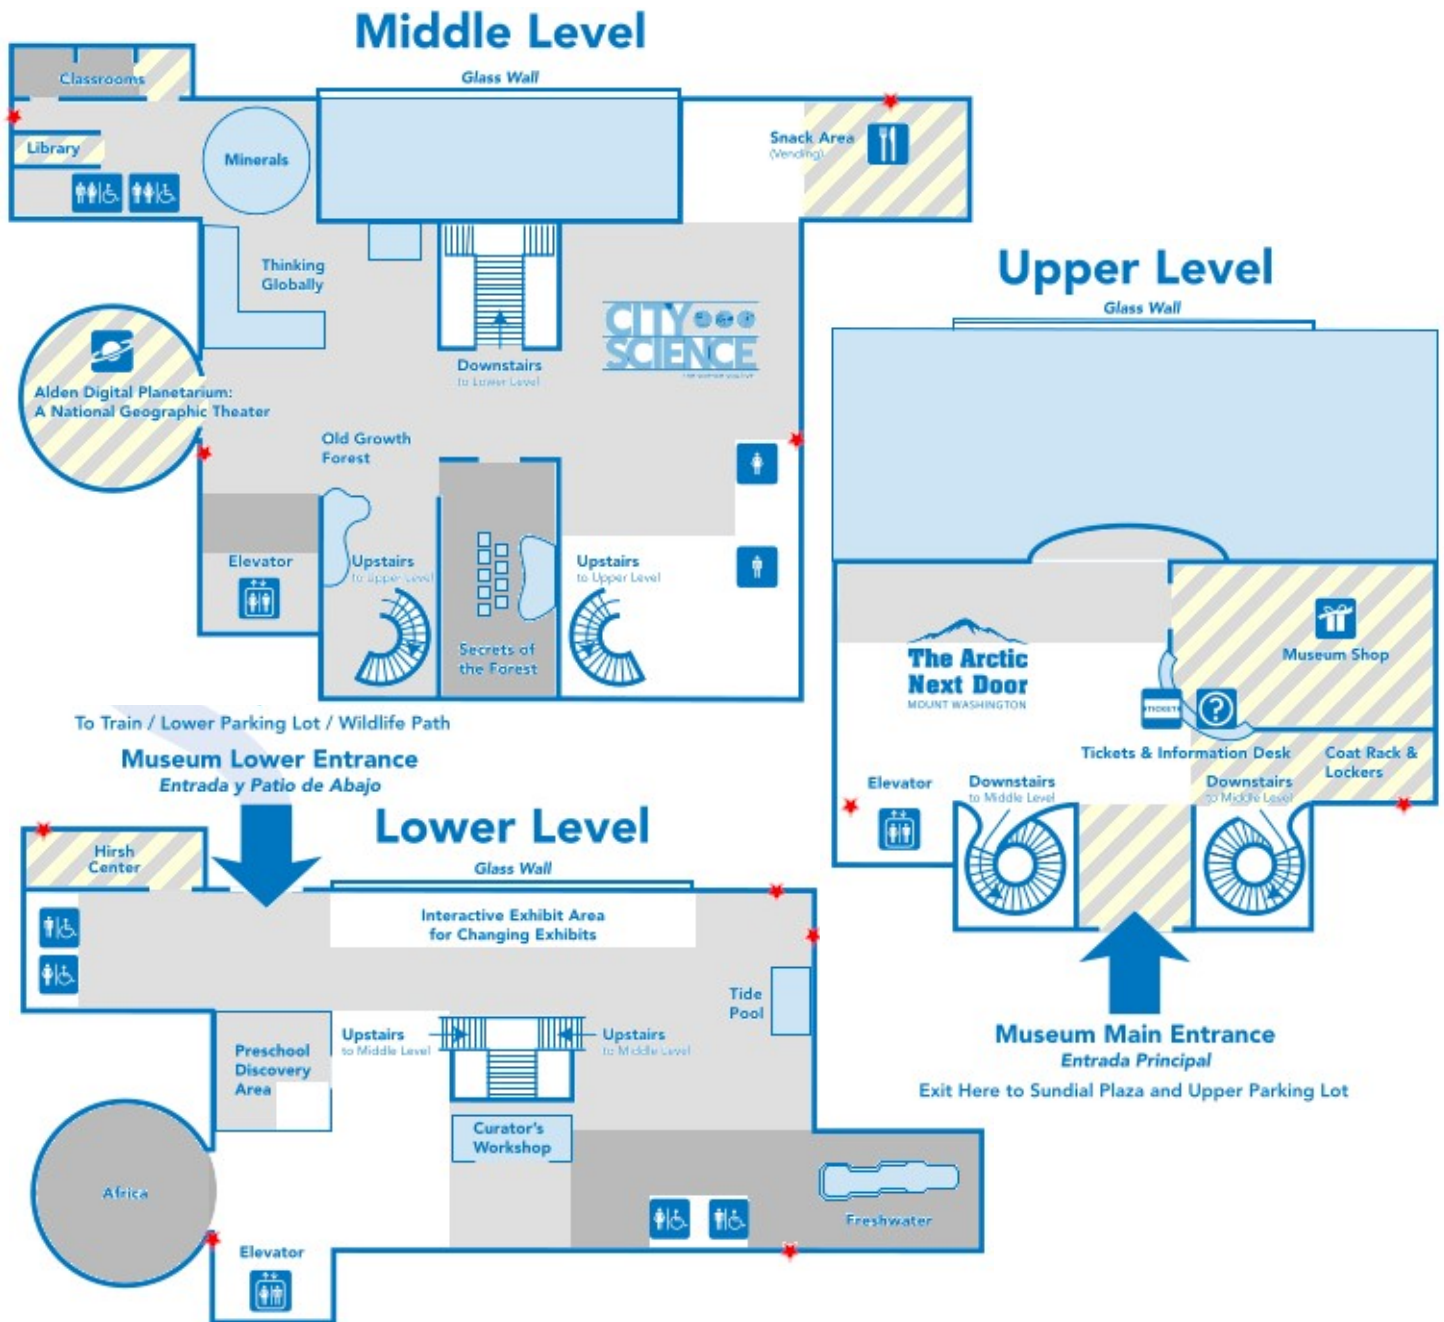 Middle Level
Glass Wall
Classrooms
Library
Minerals
Snack Area
(Vending)
Thinking
Globally
CITY
SCIENCE
Downstairs
to Lower Level
Alden Digital Planetarium:
A National Geographic Theater
Old Growth
Forest
Elevator
Upstairs
to Upper Level
Upstairs
to Upper Level
Secrets of
the Forest
Upper Level
Glass Wall
The Arctic
Next Door
MOUNT WASHINGTON
Museum Shop
TICKETS
?
Tickets & Information Desk
Coat Rack &
Lockers
Elevator
Downstairs
to Middle Level
Downstairs
to Middle Level
Museum Main Entrance
Entrada Principal
Exit Here to Sundial Plaza and Upper Parking Lot
To Train / Lower Parking Lot / Wildlife Path
Museum Lower Entrance
Entrada y Patio de Abajo
Lower Level
Glass Wall
Hirsh
Center
Interactive Exhibit Area
for Changing Exhibits
Tide
Pool
Upstairs
to Middle Level
Upstairs
to Middle Level
Preschool
Discovery
Area
Curator's
Workshop
Africa
Freshwater
Elevator